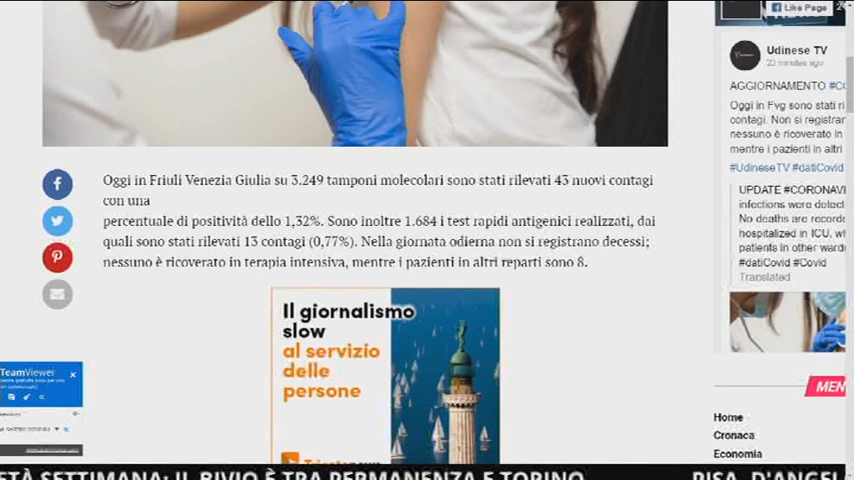 Like Page
Udinese TV
23 minutes ago
AGGIORNAMENTO
Oggi in Fvg sono stati
contagi. Non si registran
nessuno è ricoverato in
mentre i pazienti in altri
#UdineseTV #datiCovid
UPDATE #CORONAV
infections were detec
No deaths are recorde
hospitalized in ICU,
patients in other ward
#datiCovid #Covid
Translated
Oggi in Friuli Venezia Giulia su 3.249 tamponi molecolari sono stati rilevati 43 nuovi contagi
con una
percentuale di positività dello 1,32%. Sono inoltre 1.684 i test rapidi antigenici realizzati, dai
quali sono stati rilevati 13 contagi (0,77%). Nella giornata odierna non si registrano decessi;
nessuno è ricoverato in terapia intensiva, mentre i pazienti in altri reparti sono 8.
Il giornalismo
slow
al servizio
delle
persone
TeamViewer
MEN
Home
Cronaca
Economia
ETÀ SETTIMANA: IL BIVIO È TRA PERMANENZA E TORINO
PISA, D'ANGEL